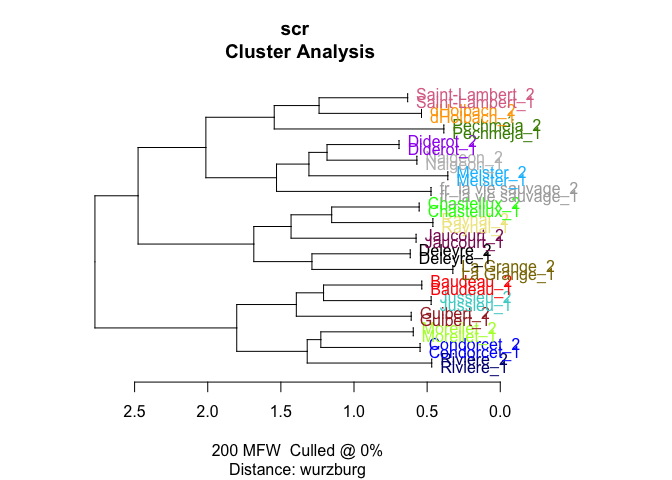 scr
Cluster Analysis
Saint-Lambert_2
Saint-Lambert_1
dHolbach_2
dHolbach_1
Pechmeja_2
Pechmeja_1
Diderot_2
Diderot_1
Naigeon_2
Naigeon_1
Meister_2
Meister_1
fr_la vie sauvage_2
fr_la vie sauvage_1
Chastellux_2
Chastellux_1
Raynal_2
Raynal_1
Jaucourt_2
Jaucourt_1
Deleyre_2
Deleyre_1
La Grange_2
La Grange_1
Baudeau_2
Baudeau_1
Jussieu_2
Jussieu_1
Guibert_2
Guibert_1
Morellet_2
Morellet_1
Condorcet_2
Condorcet_1
Riviere_2
Riviere_1
2.5 2.0 1.5 1.0 0.5 0.0
200 MFW Culled @ 0%
Distance: wurzburg